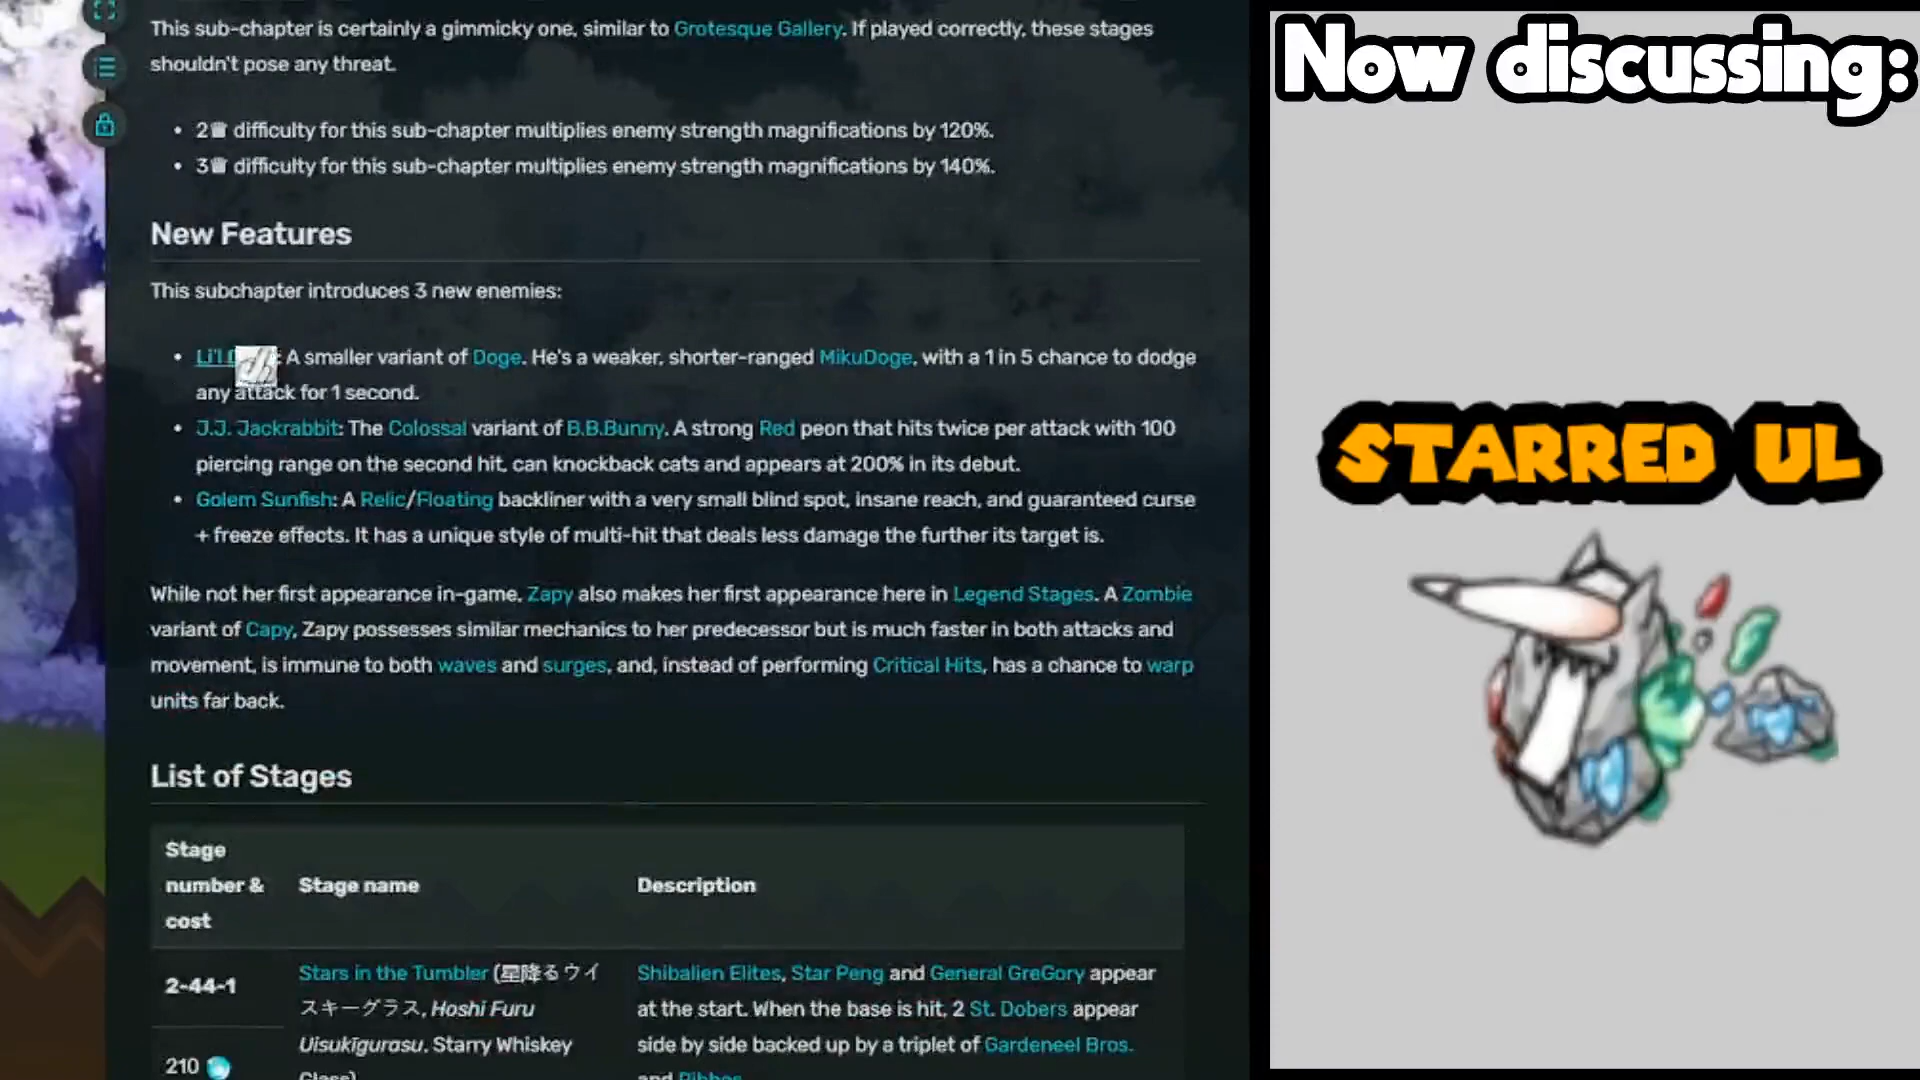 This sub-chapter is certainly a gimmicky one, similar to Grotesque Gallery. If played correctly, these stages
shouldn't pose any threat.
• 2♛ difficulty for this sub-chapter multiplies enemy strength magnifications by 120%.
• 3♛ difficulty for this sub-chapter multiplies enemy strength magnifications by 140%.
New Features
This subchapter introduces 3 new enemies:
• Li'l : A smaller variant of Doge. He's a weaker, shorter-ranged MikuDoge, with a 1 in 5 chance to dodge
any attack for 1 second.
• J.J. Jackrabbit: The Colossal variant of B.B.Bunny. A strong Red peon that hits twice per attack with 100
piercing range on the second hit, can knockback cats and appears at 200% in its debut.
• Golem Sunfish: A Relic/Floating backliner with a very small blind spot, insane reach, and guaranteed curse
+ freeze effects. It has a unique style of multi-hit that deals less damage the further its target is.
While not her first appearance in-game, Zapy also makes her first appearance here in Legend Stages. A Zombie
variant of Capy, Zapy possesses similar mechanics to her predecessor but is much faster in both attacks and
movement, is immune to both waves and surges, and, instead of performing Critical Hits, has a chance to warp
units far back.
List of Stages
Stage
number &
cost
Stage name
Description
2-44-1
210
Stars in the Tumbler (星降るウイ
スキーグラス, Hoshi Furu
Uisukīgurasu, Starry Whiskey
Glass)
Shibalien Elites, Star Peng and General GreGory appear
at the start. When the base is hit, 2 St. Dobers appear
side by side backed up by a triplet of Gardeneel Bros.
and
Now discussing:
STARRED UL